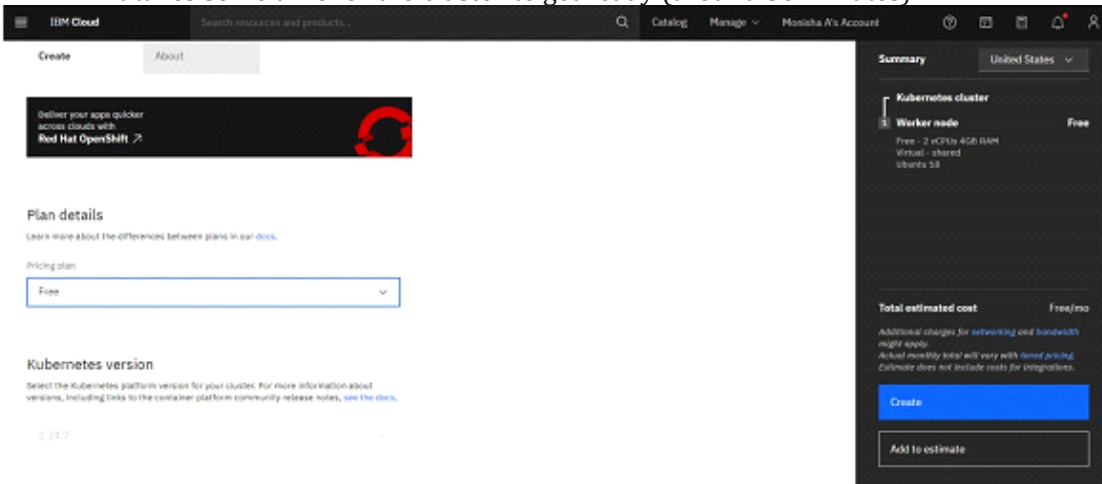 IBM Cloud
Search resources and products...
Catalog
Manage
Monisha A's Account
Create
About
Deliver your apps quicker
across clouds with
Red Hat OpenShift
Plan details
Learn more about the differences between plans in our docs.
Pricing plan
Free
Kubernetes version
Select the Kubernetes platform version for your cluster. For more information about
versions, including links to the container platform community release notes, see the docs.
1.24.7
Summary
United States
Kubernetes cluster
1 Worker node Free
Free - 2 vCPUs 4GB RAM
Virtual - shared
Total estimated cost Free/mo
Additional charges for networking and bandwidth
might apply.
Actual monthly total will vary with tiered pricing.
Estimate does not include costs for integrations.
Create
Add to estimate